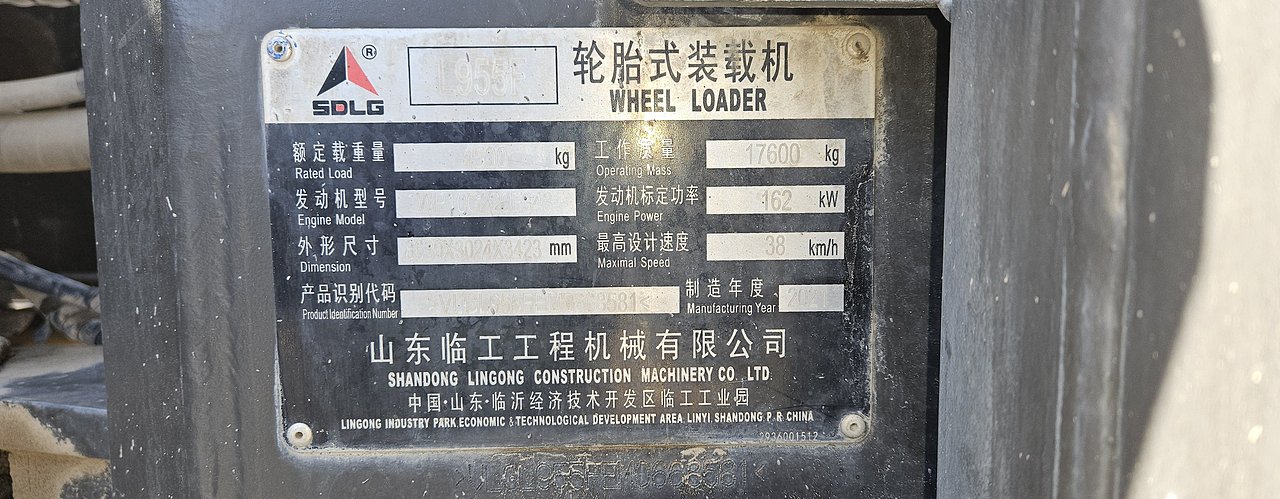 SDLG ®
L955F
轮胎式装载机
WHEEL LOADER
额定载重量 kg
Rated Load
工作质量 17600 kg
Operating Mass
发动机型号
Engine Model
发动机标定功率 162 kW
Engine Power
外形尺寸 mm
Dimension
最高设计速度 38 km/h
Maximal Speed
产品识别代码
Product Identification Number
制造年度
Manufacturing Year
山东临工工程机械有限公司
SHANDONG LINGONG CONSTRUCTION MACHINERY CO., LTD.
中国·山东·临沂经济技术开发区临工工业园
LINGONG INDUSTRY PARK ECONOMIC & TECHNOLOGICAL DEVELOPMENT AREA LINYI, SHANDONG P. R. CHINA
2936001512